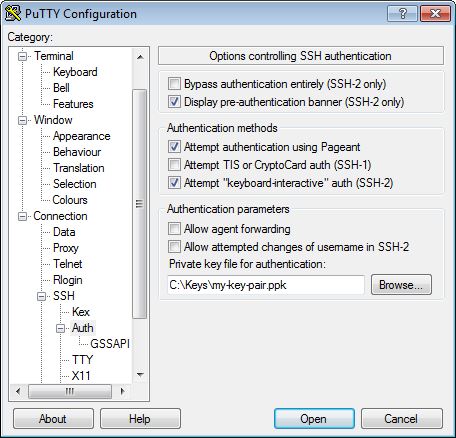 PuTTY Configuration
Category:
Terminal
Keyboard
Bell
Features
Window
Appearance
Behaviour
Translation
Selection
Colours
Connection
Data
Proxy
Telnet
Rlogin
SSH
Kex
Auth
GSSAPI
TTY
X11
Options controlling SSH authentication
Bypass authentication entirely (SSH-2 only)
Display pre-authentication banner (SSH-2 only)
Authentication methods
Attempt authentication using Pageant
Attempt TIS or CryptoCard auth (SSH-1)
Attempt "keyboard-interactive" auth (SSH-2)
Authentication parameters
Allow agent forwarding
Allow attempted changes of username in SSH-2
Private key file for authentication:
C:\Keys\my-key-pair.ppk
Browse...
About
Help
Open
Cancel